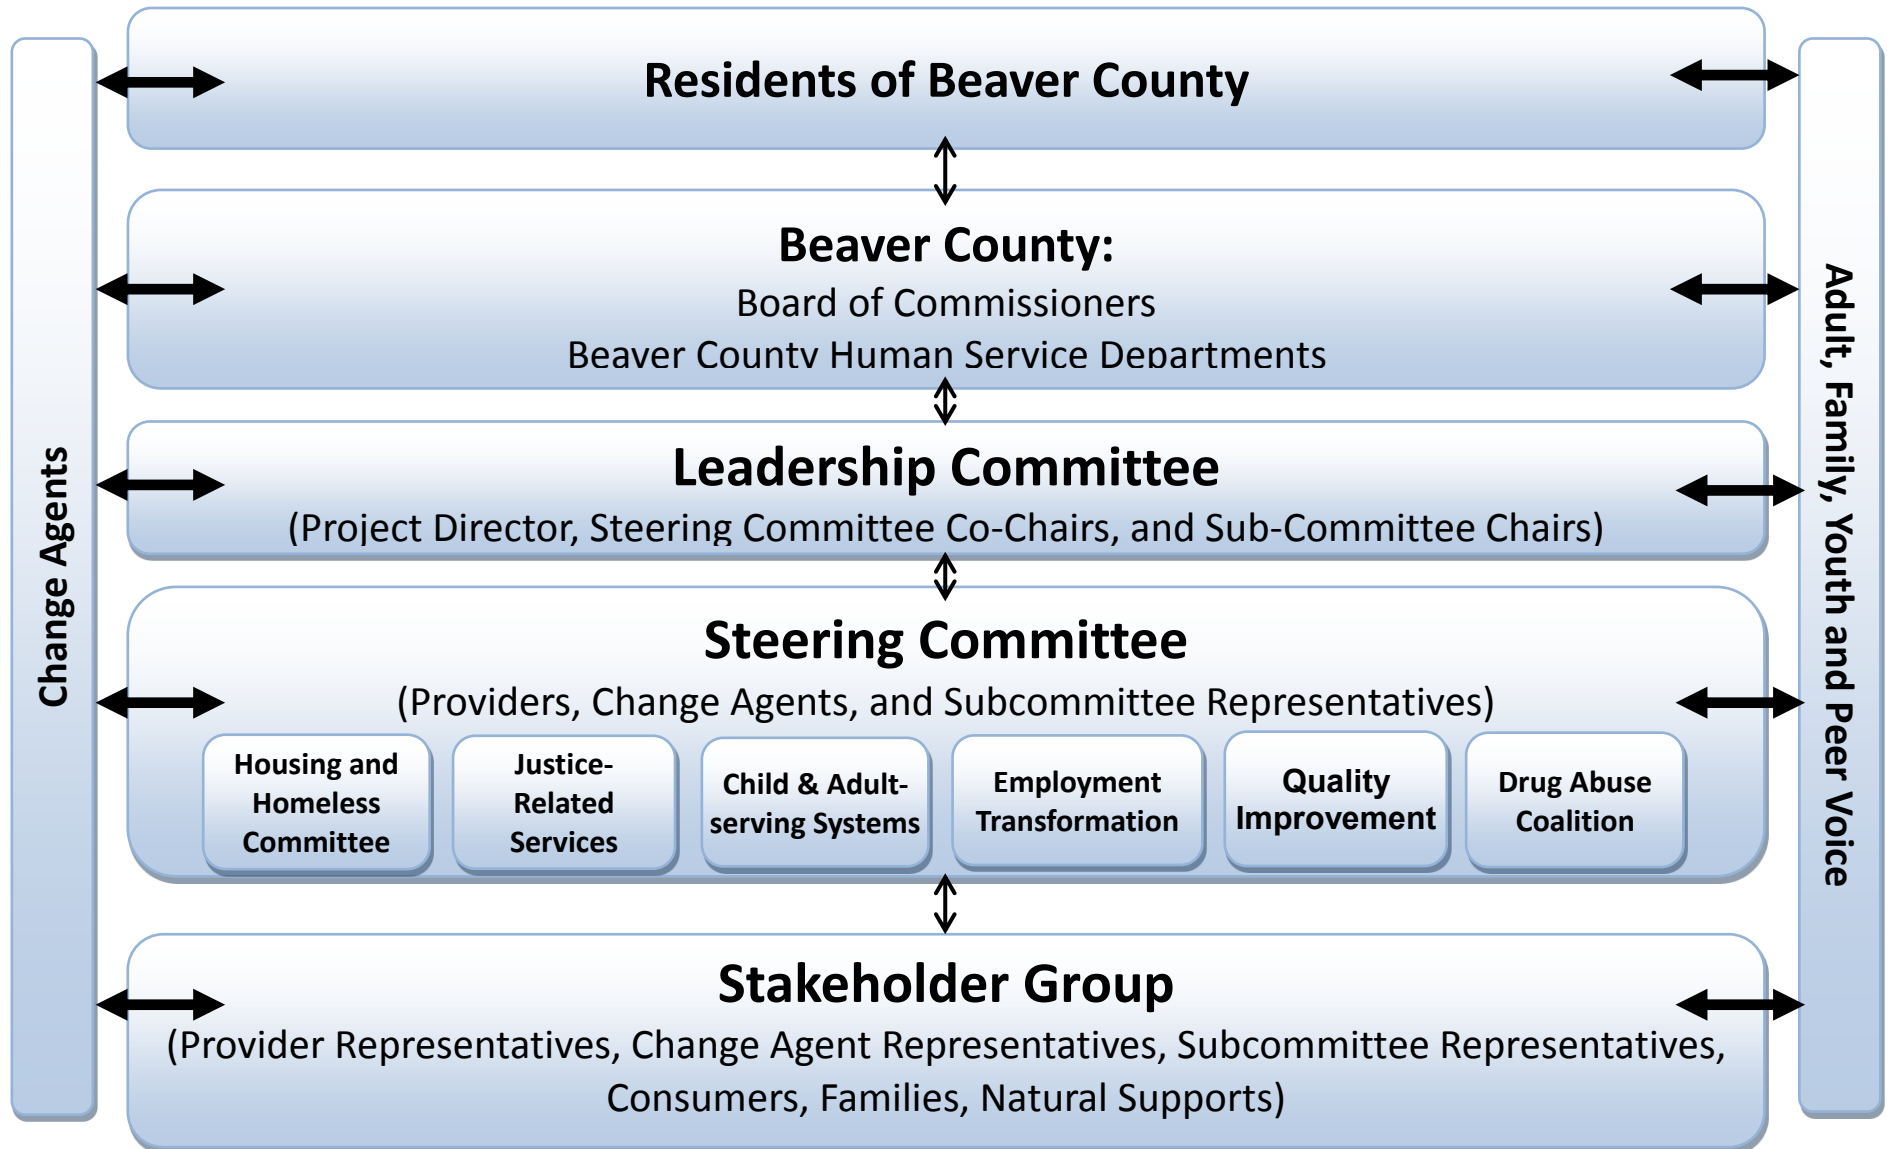 Residents of Beaver County
Beaver County:
Board of Commissioners
Beaver County Human Service Departments
Leadership Committee
(Project Director, Steering Committee Co-Chairs, and Sub-Committee Chairs)
Steering Committee
(Providers, Change Agents, and Subcommittee Representatives)
Housing and
Homeless
Committee
Justice-
Related
Services
Child & Adult-
serving Systems
Employment
Transformation
Quality
Improvement
Drug Abuse
Coalition
Stakeholder Group
(Provider Representatives, Change Agent Representatives, Subcommittee Representatives,
Consumers, Families, Natural Supports)
Change Agents
Adult, Family, Youth and Peer Voice